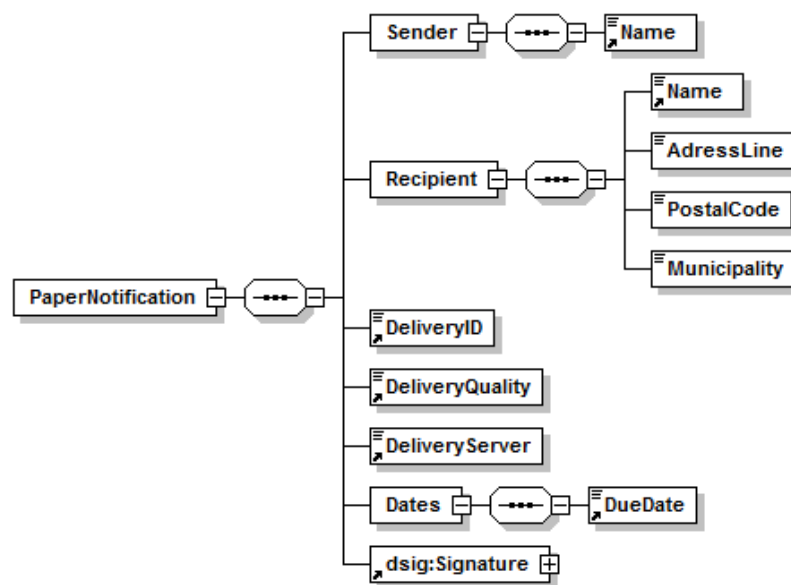 Sender
Name
Name
AdressLine
Recipient
PostalCode
Municipality
PaperNotification
DeliveryID
DeliveryQuality
DeliveryServer
Dates
DueDate
dsig:Signature